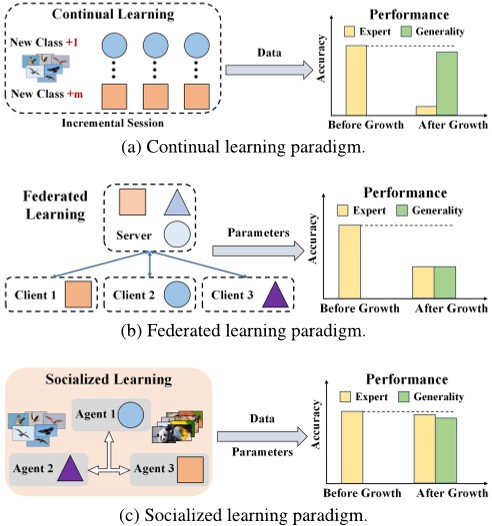 Continual Learning
New Class +1
New Class +m
Incremental Session
Data
Performance
Expert Generality
Accuracy
Before Growth After Growth
(a) Continual learning paradigm.
Federated
Learning
Server
Client 1 Client 2 Client 3
Parameters
Performance
Expert Generality
Accuracy
Before Growth After Growth
(b) Federated learning paradigm.
Socialized Learning
Agent 1
Agent 2 Agent 3
Data
Parameters
Performance
Expert Generality
Accuracy
Before Growth After Growth
(c) Socialized learning paradigm.